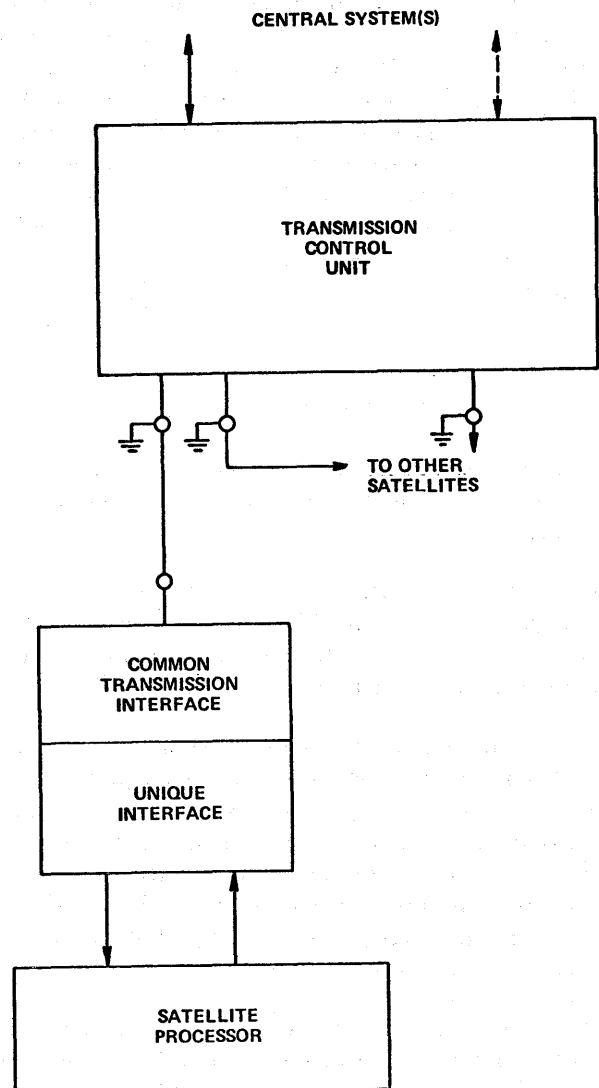 CENTRAL SYSTEM(S)
TRANSMISSION
CONTROL
UNIT
TO OTHER
SATELLITES
COMMON
TRANSMISSION
INTERFACE
UNIQUE
INTERFACE
SATELLITE
PROCESSOR